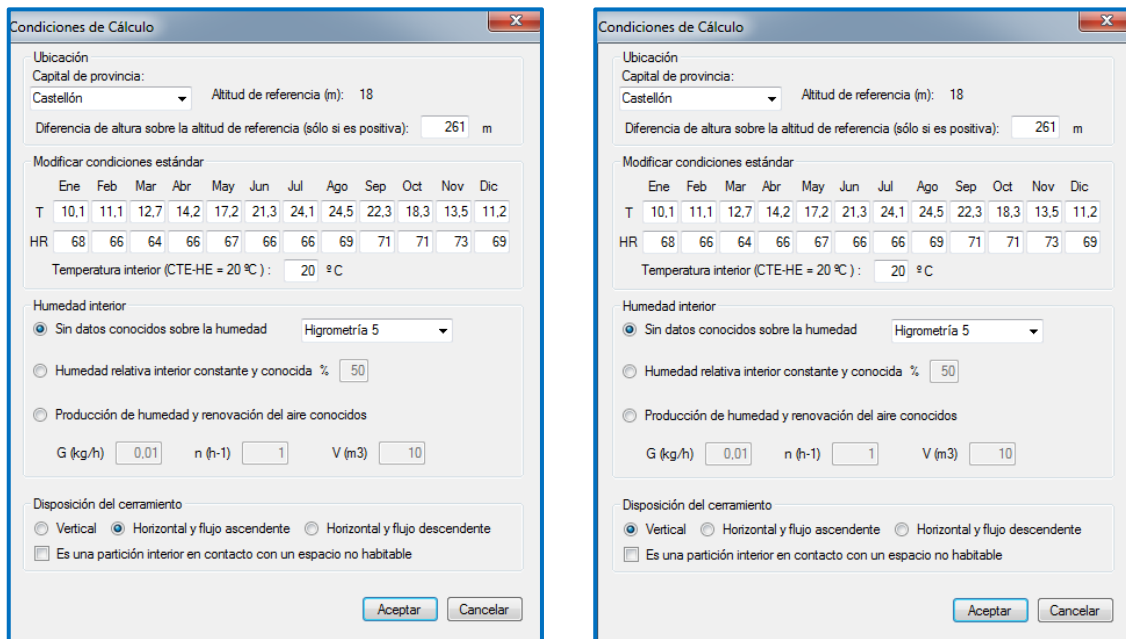 Condiciones de Cálculo
Ubicación
Capital de provincia:
Castellón Altitud de referencia (m): 18
Diferencia de altura sobre la altitud de referencia (sólo si es positiva): 261 m
Modificar condiciones estándar
Ene Feb Mar Abr May Jun Jul Ago Sep Oct Nov Dic
T 10,1 11,1 12,7 14,2 17,2 21,3 24,1 24,5 22,3 18,3 13,5 11,2
HR 68 66 64 66 67 66 66 69 71 71 73 69
Temperatura interior (CTE-HE = 20 ºC ) : 20 º C
Humedad interior
Sin datos conocidos sobre la humedad Higrometría 5
Humedad relativa interior constante y conocida % 50
Producción de humedad y renovación del aire conocidos
G (kg/h) 0,01 n (h-1) 1 V (m3) 10
Disposición del cerramiento
Vertical Horizontal y flujo ascendente Horizontal y flujo descendente
Es una partición interior en contacto con un espacio no habitable
Aceptar Cancelar
Condiciones de Cálculo
Ubicación
Capital de provincia:
Castellón Altitud de referencia (m): 18
Diferencia de altura sobre la altitud de referencia (sólo si es positiva): 261 m
Modificar condiciones estándar
Ene Feb Mar Abr May Jun Jul Ago Sep Oct Nov Dic
T 10,1 11,1 12,7 14,2 17,2 21,3 24,1 24,5 22,3 18,3 13,5 11,2
HR 68 66 64 66 67 66 66 69 71 71 73 69
Temperatura interior (CTE-HE = 20 ºC ) : 20 º C
Humedad interior
Sin datos conocidos sobre la humedad Higrometría 5
Humedad relativa interior constante y conocida % 50
Producción de humedad y renovación del aire conocidos
G (kg/h) 0,01 n (h-1) 1 V (m3) 10
Disposición del cerramiento
Vertical Horizontal y flujo ascendente Horizontal y flujo descendente
Es una partición interior en contacto con un espacio no habitable
Aceptar Cancelar